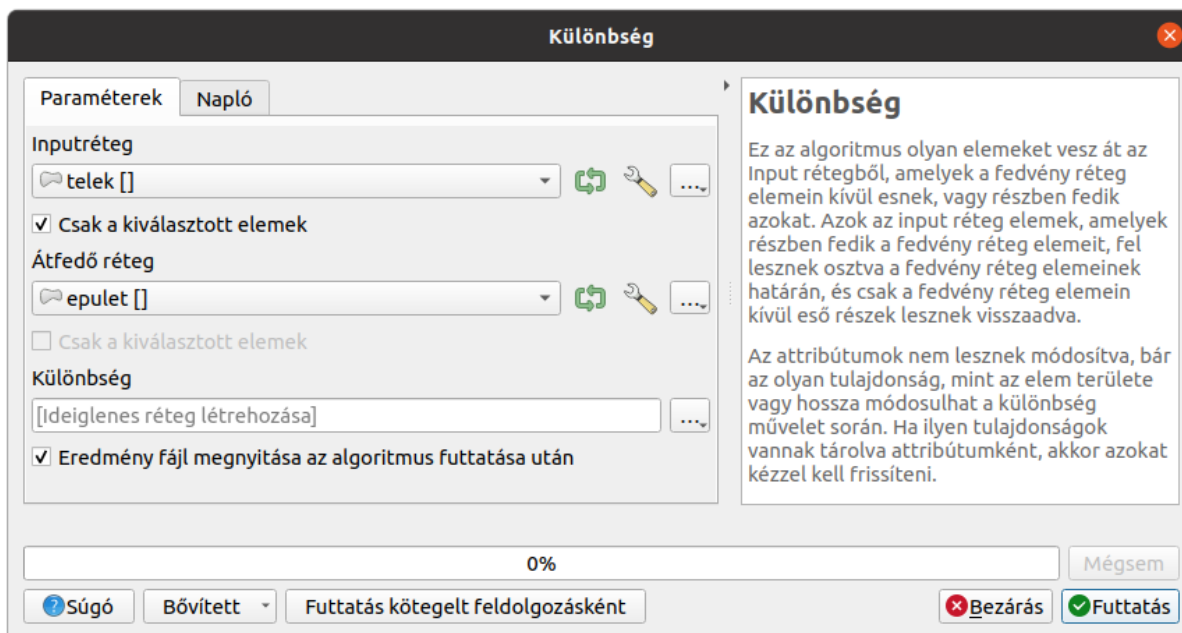 Különbség
Paraméterek
Napló
Inputréteg
telek []
...
Csak a kiválasztott elemek
Átfedő réteg
epulet []
...
Csak a kiválasztott elemek
Különbség
[Ideiglenes réteg létrehozása]
...
Eredmény fájl megnyitása az algoritmus futtatása után
Különbség
Ez az algoritmus olyan elemeket vesz át az
Input rétegből, amelyek a fedvény réteg
elemein kívül esnek, vagy részben fedik
azokat. Azok az input réteg elemek, amelyek
részben fedik a fedvény réteg elemeit, fel
lesznek osztva a fedvény réteg elemeinek
határán, és csak a fedvény réteg elemein
kívül eső részek lesznek visszaadva.
Az attribútumok nem lesznek módosítva, bár
az olyan tulajdonság, mint az elem területe
vagy hossza módosulhat a különbség
művelet során. Ha ilyen tulajdonságok
vannak tárolva attribútumként, akkor azokat
kézzel kell frissíteni.
0%
Mégsem
Súgó
Bővített
Futtatás kötegelt feldolgozásként
Bezárás
Futtatás